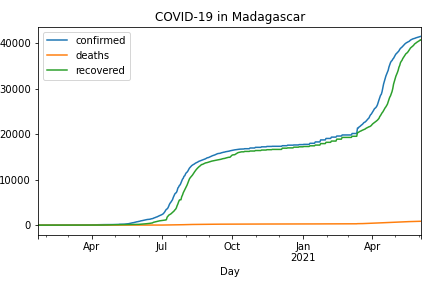 COVID-19 in Madagascar
confirmed
deaths
recovered
40000
30000
20000
10000
0
Apr Jul Oct Jan Apr
2021
Day